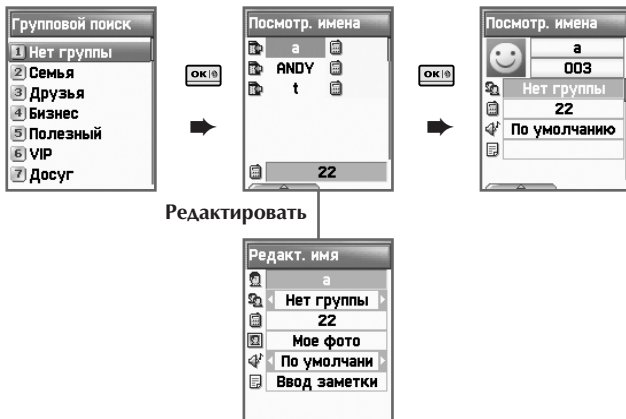 Групповой поиск
1 Нет группы
2 Семья
3 Друзья
4 Бизнес
5 Полезный
6 VIP
7 Досуг
OK
Посмотр. имена
a
ANDY
t
22
OK
Посмотр. имена
a
003
Нет группы
22
По умолчанию
Редактировать
Редакт. имя
a
Нет группы
22
Мое фото
По умолчани
Ввод заметки